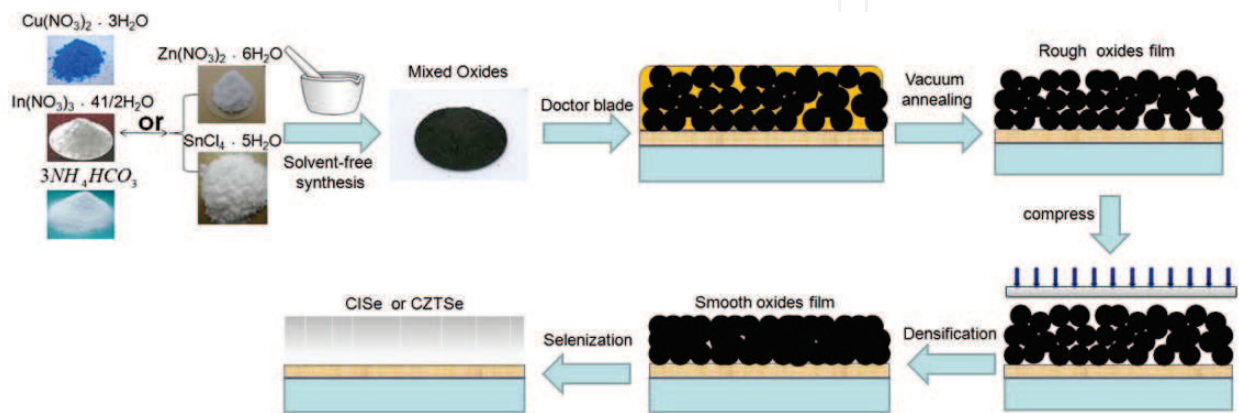 Cu(NO₃)₂ · 3H₂O
Zn(NO₃)₂ · 6H₂O
In(NO₃)₃ · 41/2H₂O
or
SnCl₄ · 5H₂O
3NH₄HCO₃
Solvent-free
synthesis
Mixed Oxides
Doctor blade
Vacuum
annealing
Rough oxides film
compress
Densification
Smooth oxides film
Selenization
CISe or CZTSe